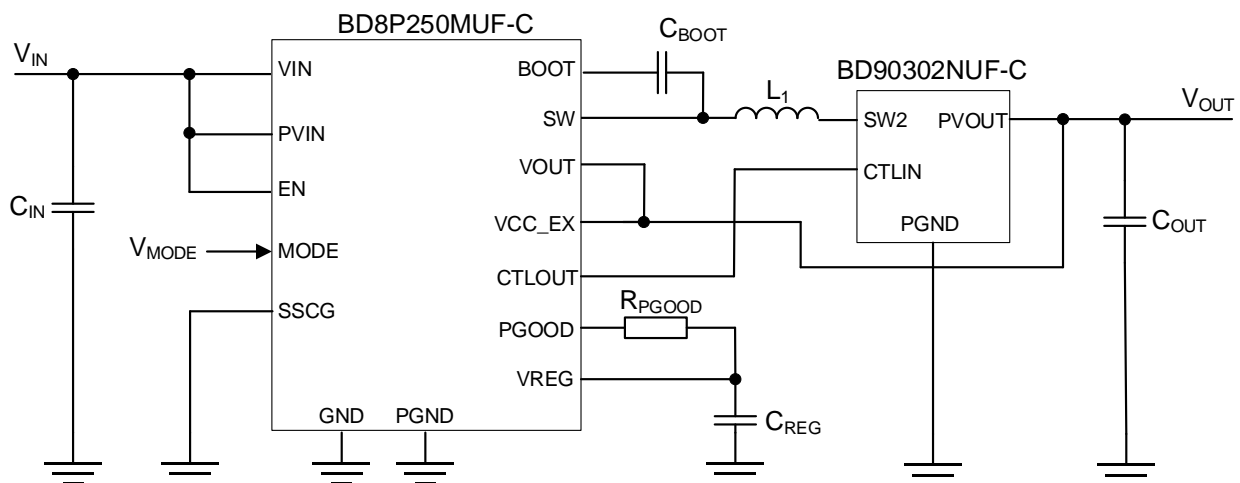 BD8P250MUF-C
C_BOOT
V_IN
VIN
BOOT
BD90302NUF-C
L_1
V_OUT
SW
SW2
PVOUT
PVIN
VOUT
CTLIN
EN
C_IN
VCC_EX
PGND
C_OUT
V_MODE
MODE
CTLOUT
R_PGOOD
SSCG
PGOOD
VREG
GND
PGND
C_REG